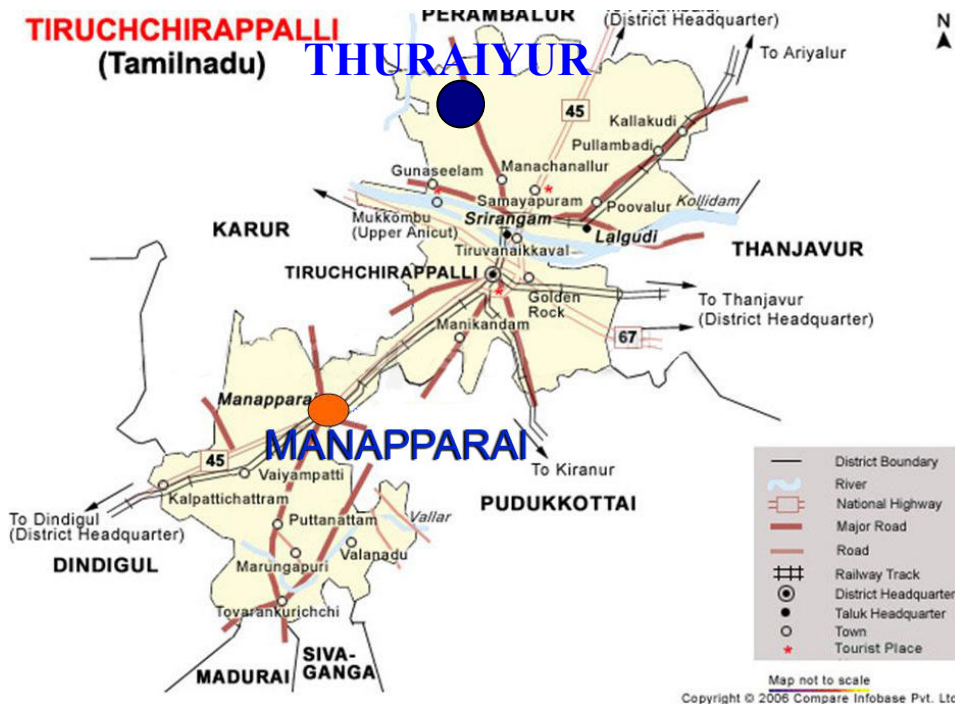 PERAMBALUR
(District Headquarter)
N
TIRUCHCHIRAPPALLI
(Tamilnadu)
THURAIYUR
To Ariyalur
45
Kallakudi
Pullambadi
Gunaseelam
Manachanallur
Samayapuram
Poovalur
Kollidam
Mukkombu
(Upper Anicut)
Srirangam
Lalgudi
KARUR
Tiruvanaikkaval
THANJAVUR
TIRUCHCHIRAPPALLI
Golden
Rock
To Thanjavur
(District Headquarter)
Manikandam
67
Manapparai
MANAPPARAI
45
Vaiyampatti
To Kiranur
Kalpattichattram
PUDUKKOTTAI
To Dindigul
(District Headquarter)
Puttanattam
Vallar
DINDIGUL
Marungapuri
Valanadu
Tovarankurichchi
MADURAI
SIVA-
GANGA
District Boundary
River
National Highway
Major Road
Road
Railway Track
District Headquarter
Taluk Headquarter
Town
Tourist Place
Map not to scale
Copyright © 2006 Compare Infobase Pvt. Ltd